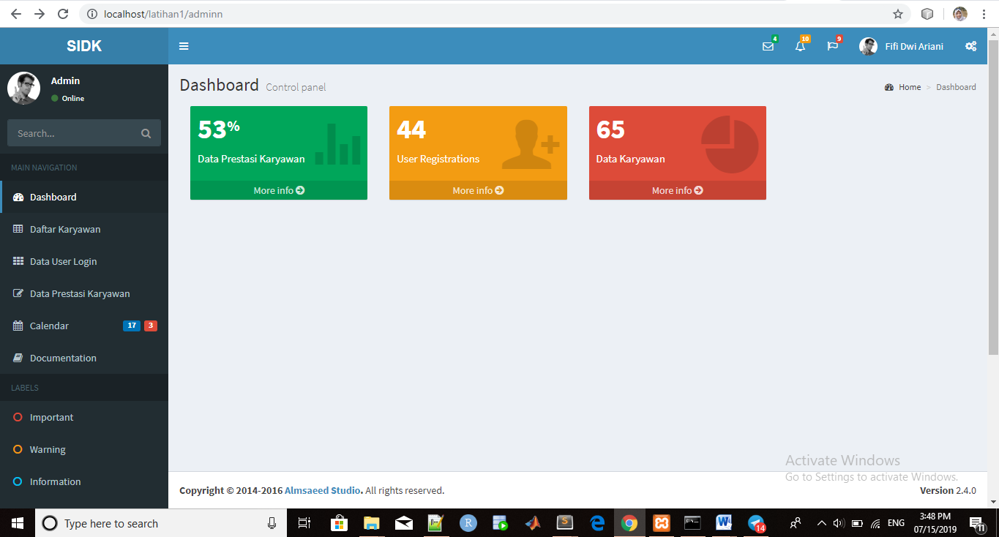 localhost/latihan1/adminn
SIDK
4
10
9
Fifi Dwi Ariani
Admin
Online
Search...
MAIN NAVIGATION
Dashboard
Daftar Karyawan
Data User Login
Data Prestasi Karyawan
Calendar 17 3
Documentation
LABELS
Important
Warning
Information
Dashboard Control panel
Home > Dashboard
53%
Data Prestasi Karyawan
More info
44
User Registrations
More info
65
Data Karyawan
More info
Activate Windows
Go to Settings to activate Windows.
Copyright © 2014-2016 Almsaeed Studio. All rights reserved.
Version 2.4.0
Type here to search
R
S
W
14
ENG
3:48 PM
07/15/2019
11